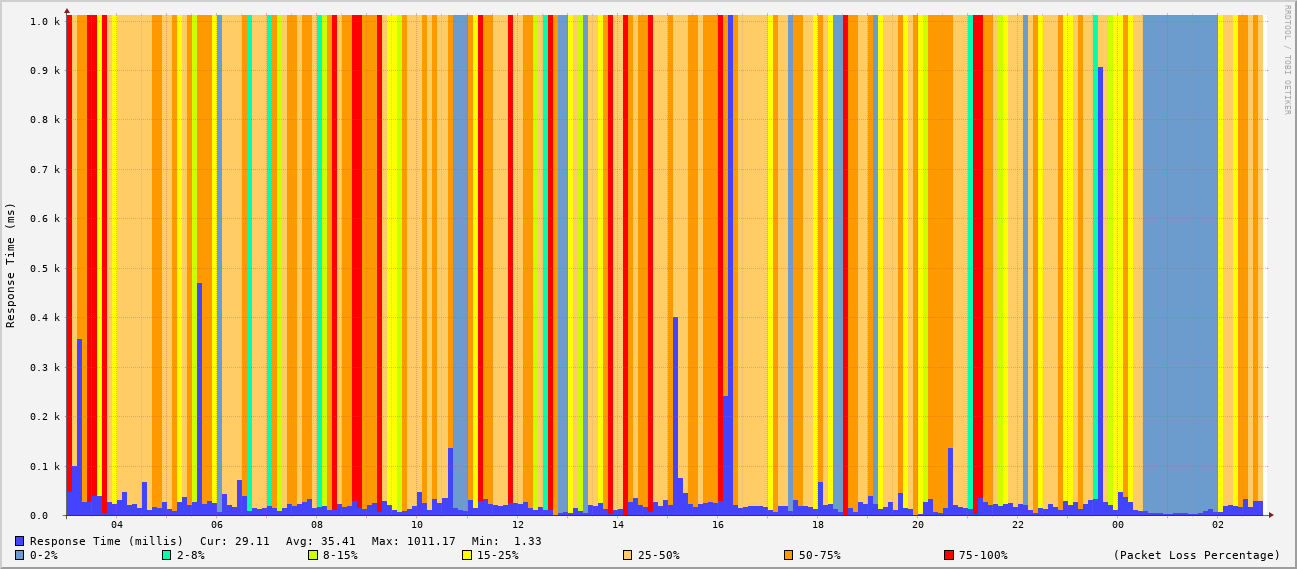 1.0 k
0.9 k
0.8 k
0.7 k
0.6 k
0.5 k
0.4 k
0.3 k
0.2 k
0.1 k
0.0
Response Time (ms)
RRDTOOL / TOBI OETIKER
04 06 08 10 12 14 16 18 20 22 00 02
Response Time (millis) Cur: 29.11 Avg: 35.41 Max: 1011.17 Min: 1.33
0-2% 2-8% 8-15% 15-25% 25-50% 50-75% 75-100% (Packet Loss Percentage)